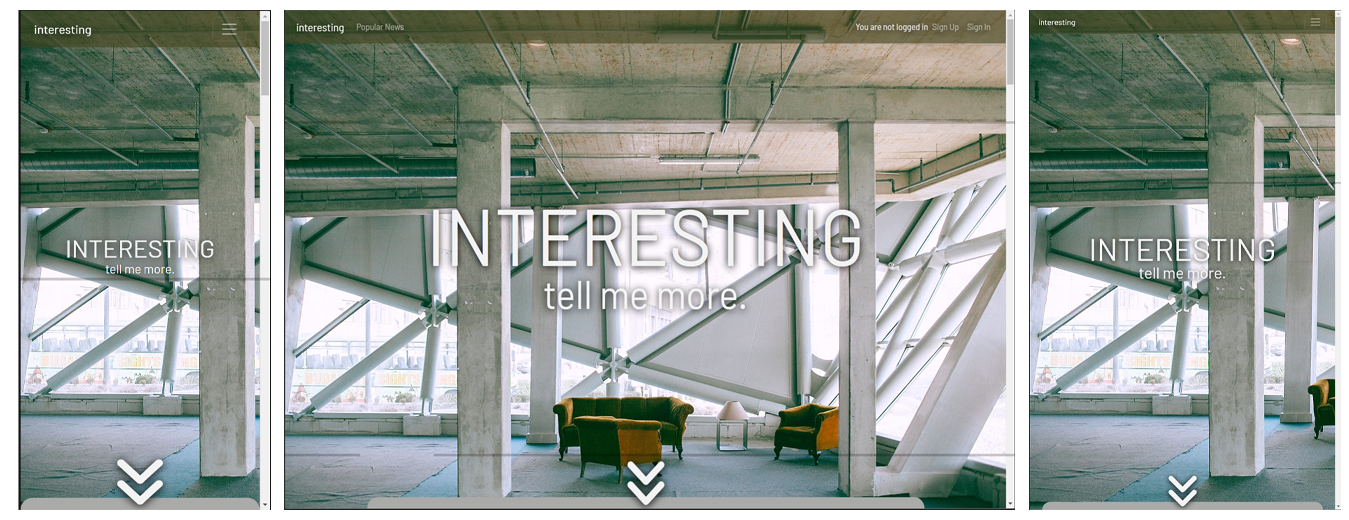 interesting
INTERESTING
tell me more.
interesting Popular News You are not logged in Sign Up Sign In
INTERESTING
tell me more.
interesting
INTERESTING
tell me more.